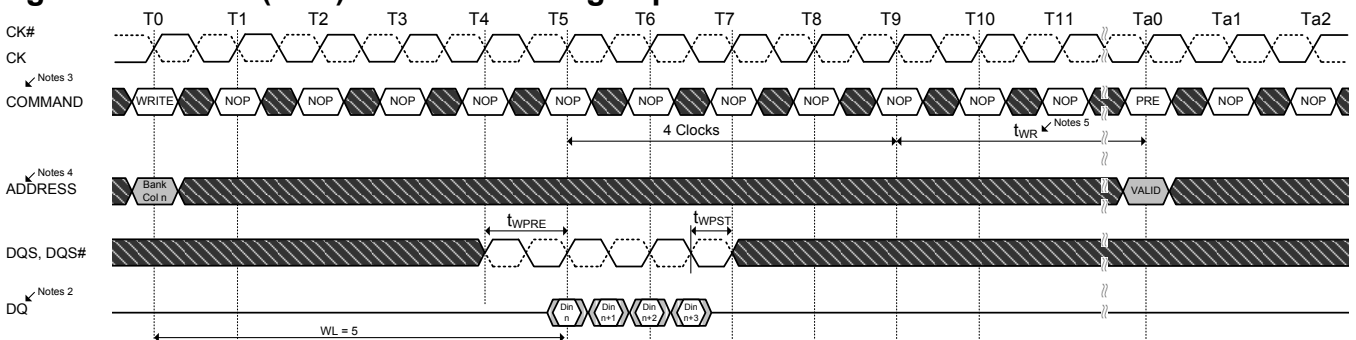 T0 T1 T2 T3 T4 T5 T6 T7 T8 T9 T10 T11 Ta0 Ta1 Ta2
CK#
CK
Notes 3
COMMAND WRITE NOP NOP NOP NOP NOP NOP NOP NOP NOP NOP NOP PRE NOP NOP
4 Clocks tWR Notes 5
Notes 4
ADDRESS Bank Col n VALID
tWPRE tWPST
DQS, DQS#
Notes 2
DQ Din n Din n+1 Din n+2 Din n+3
WL = 5